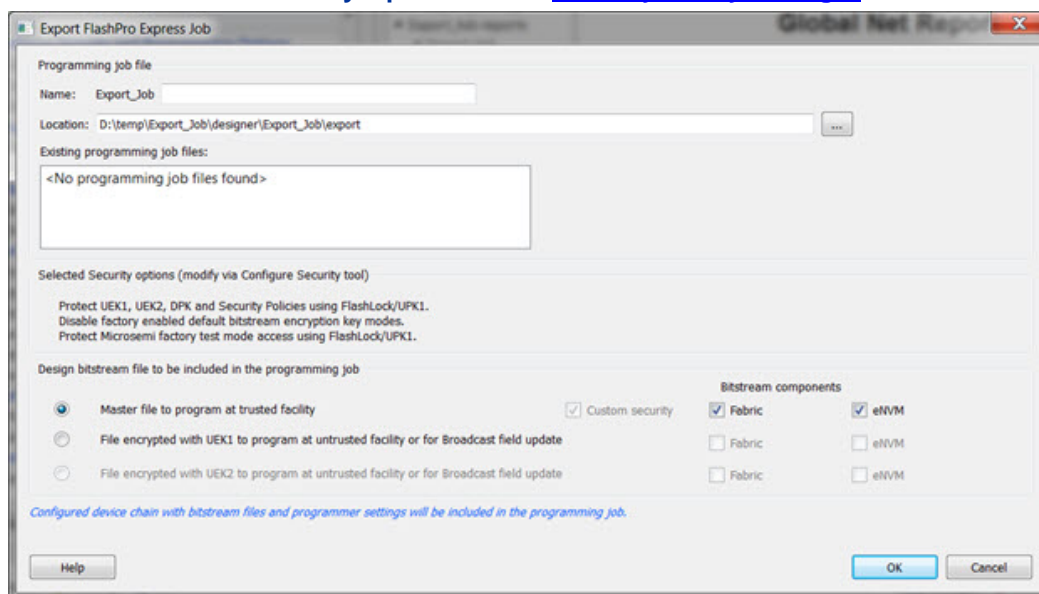 Export FlashPro Express Job
Global Net Repor
Programming job file
Name: Export_Job
Location: D:\temp\Export_Job\designer\Export_Job\export
...
Existing programming job files:
<No programming job files found>
Selected Security options (modify via Configure Security tool)
Protect UEK1, UEK2, DPK and Security Policies using FlashLock/UPK1.
Disable factory enabled default bitstream encryption key modes.
Protect Microsemi factory test mode access using FlashLock/UPK1.
Design bitstream file to be included in the programming job
Bitstream components
Master file to program at trusted facility Custom security Fabric eNVM
File encrypted with UEK1 to program at untrusted facility or for Broadcast field update Fabric eNVM
File encrypted with UEK2 to program at untrusted facility or for Broadcast field update Fabric eNVM
Configured device chain with bitstream files and programmer settings will be included in the programming job.
Help OK Cancel